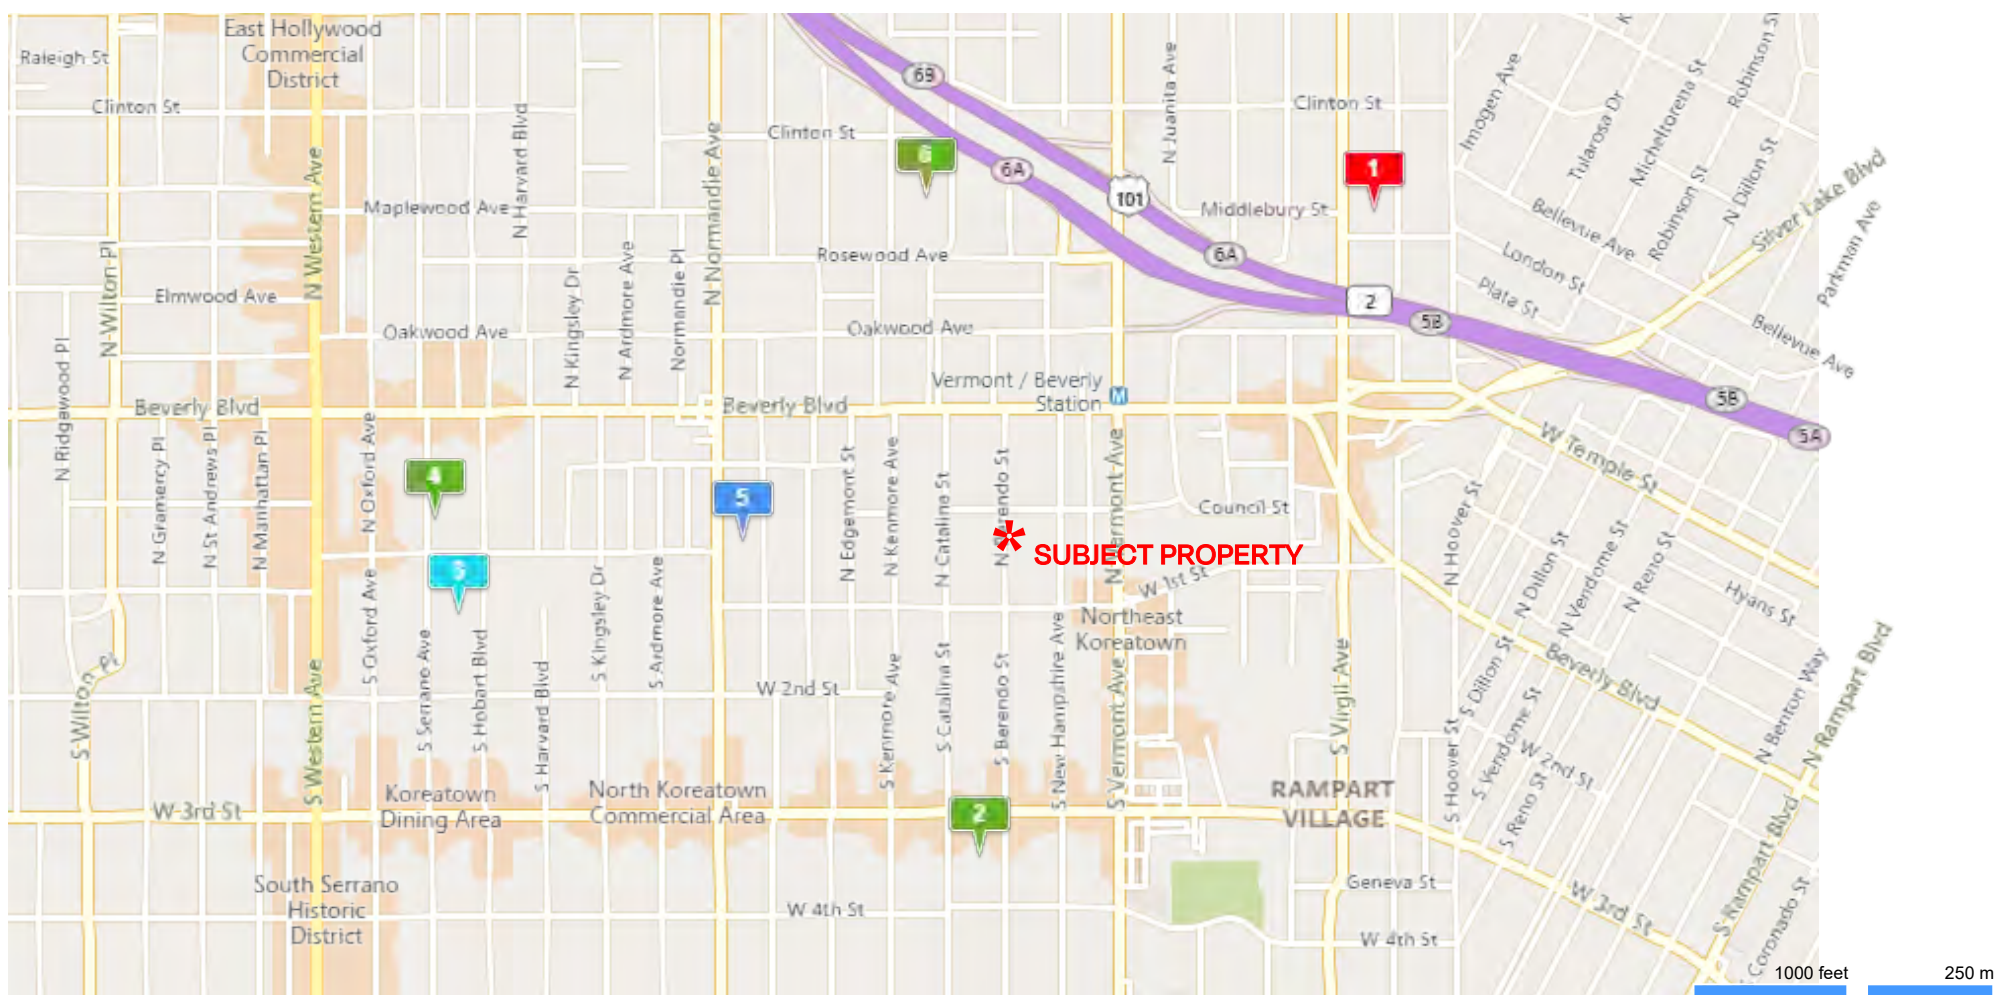 East Hollywood
Commercial
District
Raleigh St
Clinton St
Clinton St
Clinton St
N Juanita Ave
Imogen Ave
Tularosa Dr
Micheltorena St
Robinson St
Robinson St
N Dillon St
Silver Lake Blvd
Parkman Ave
6B
6A
101
6A
2
5B
5B
5A
6
1
N Western Ave
N Harvard Blvd
N Normandie Ave
Maplewood Ave
Middlebury St
Bellevue Ave
London St
Plata St
Bellevue Ave
Rosewood Ave
N Wilton Pl
Elmwood Ave
N Kingsley Dr
N Ardmore Ave
Normandie Pl
Oakwood Ave
Oakwood Ave
N Ridgewood Pl
Vermont / Beverly
Station
M
Beverly Blvd
Beverly Blvd
W Temple St
N Gramercy Pl
N St Andrews Pl
N Manhattan Pl
N Oxford Ave
4
5
N Edgemont St
N Kenmore Ave
N Catalina St
N Vermont Ave
Council St
N Hoover St
* SUBJECT PROPERTY
W 1st St
N Dillon St
N Vendome St
N Reno St
Hyans St
Northeast
Koreatown
S Oxford Ave
S Serrano Ave
S Hobart Blvd
S Harvard Blvd
S Kingsley Dr
S Ardmore Ave
W 2nd St
S Kenmore Ave
S Catalina St
S Berendo St
S New Hampshire Ave
S Vermont Ave
S Virgil Ave
S Hoover St
S Dillon St
S Vendome St
S Reno St
W 2nd St
Beverly Blvd
N Benton Way
N Rampart Blvd
S Wilton Pl
S Western Ave
W 3rd St
Koreatown
Dining Area
North Koreatown
Commercial Area
2
RAMPART
VILLAGE
South Serrano
Historic
District
W 4th St
Geneva St
W 4th St
W 3rd St
S Rampart Blvd
Coronado St
1000 feet
250 m